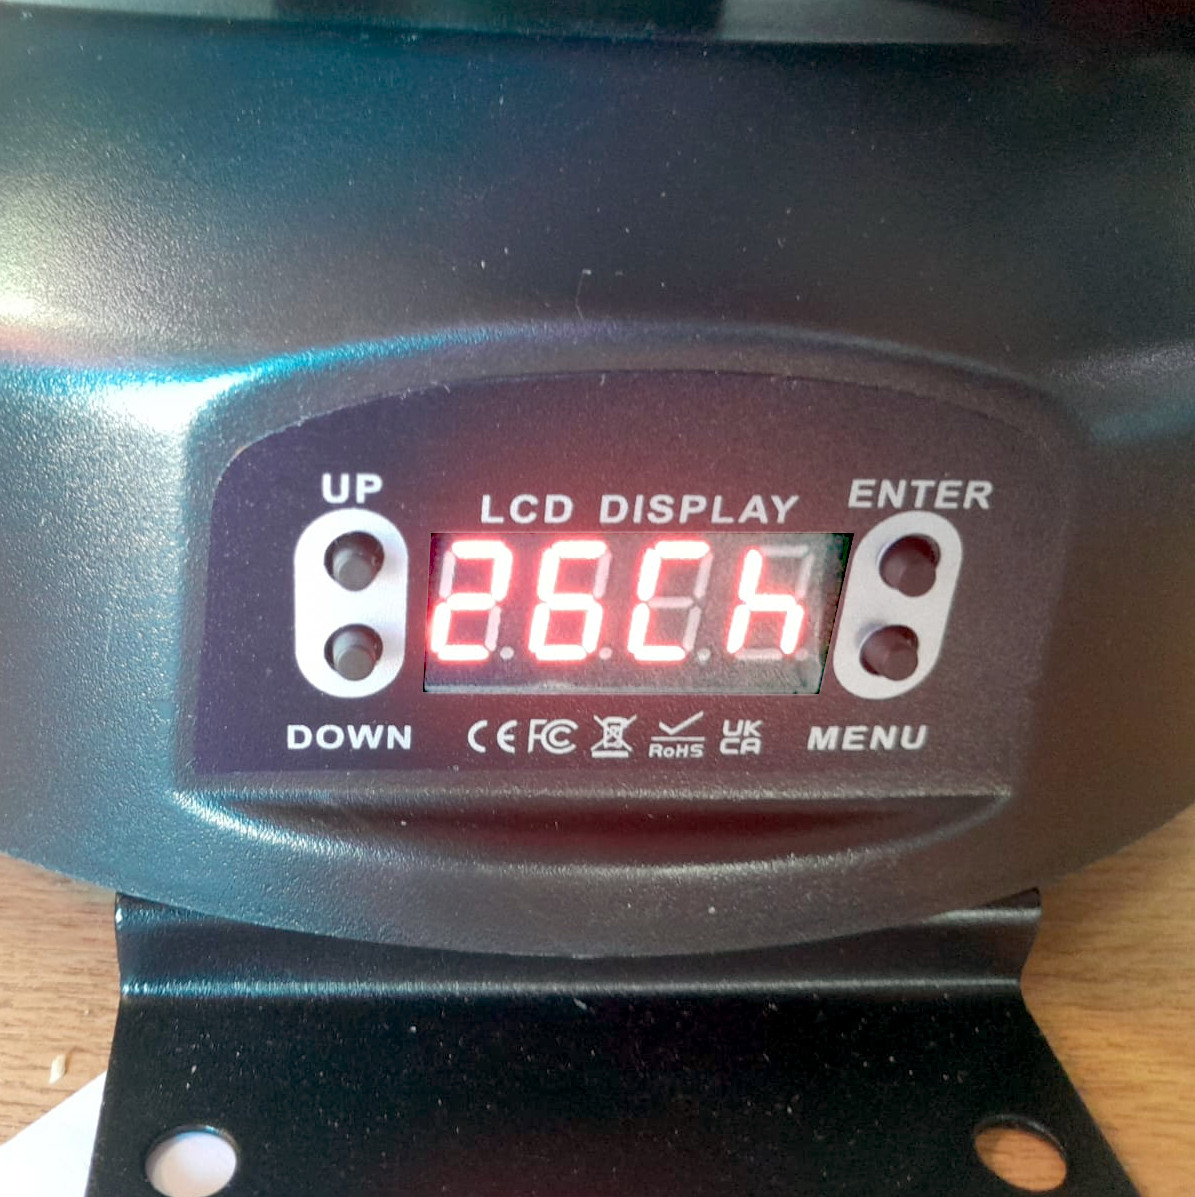 UP
ENTER
LCD DISPLAY
26Ch
DOWN
CE FC RoHS UK CA
MENU